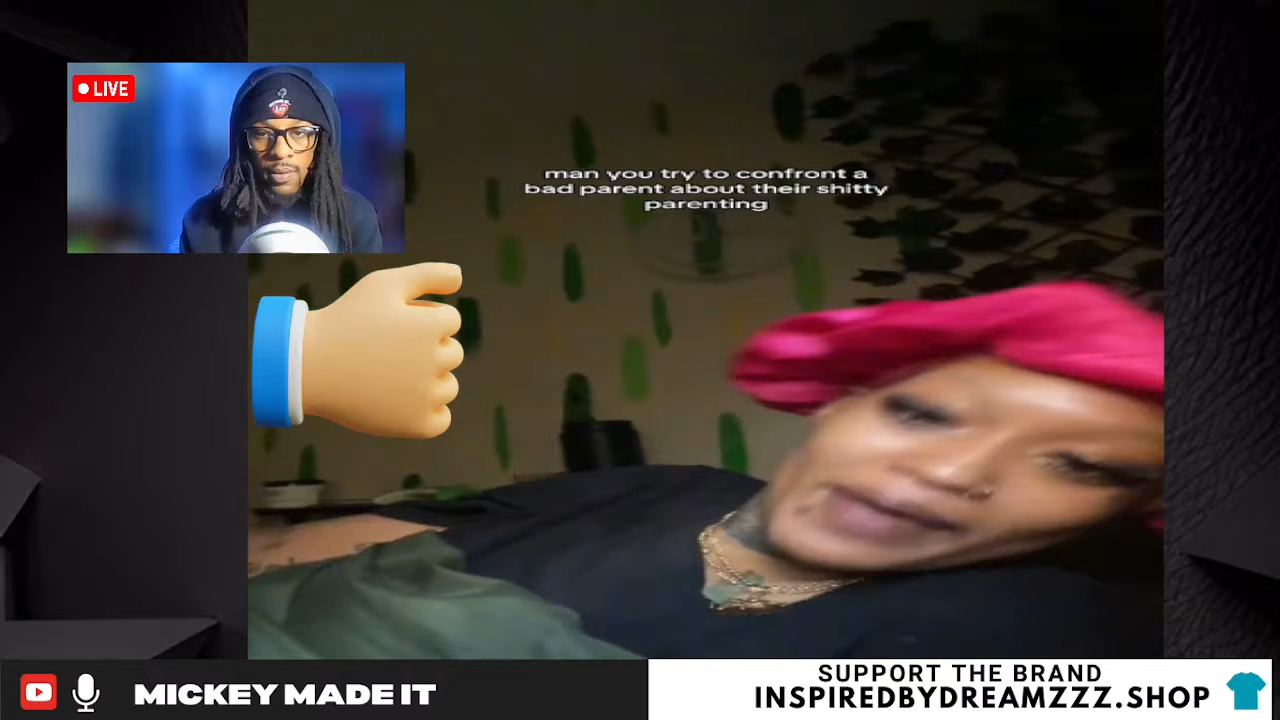 LIVE
man you try to confront a
bad parent about their shitty
parenting
MICKEY MADE IT
SUPPORT THE BRAND
INSPIREDBYDREAMZZZ.SHOP